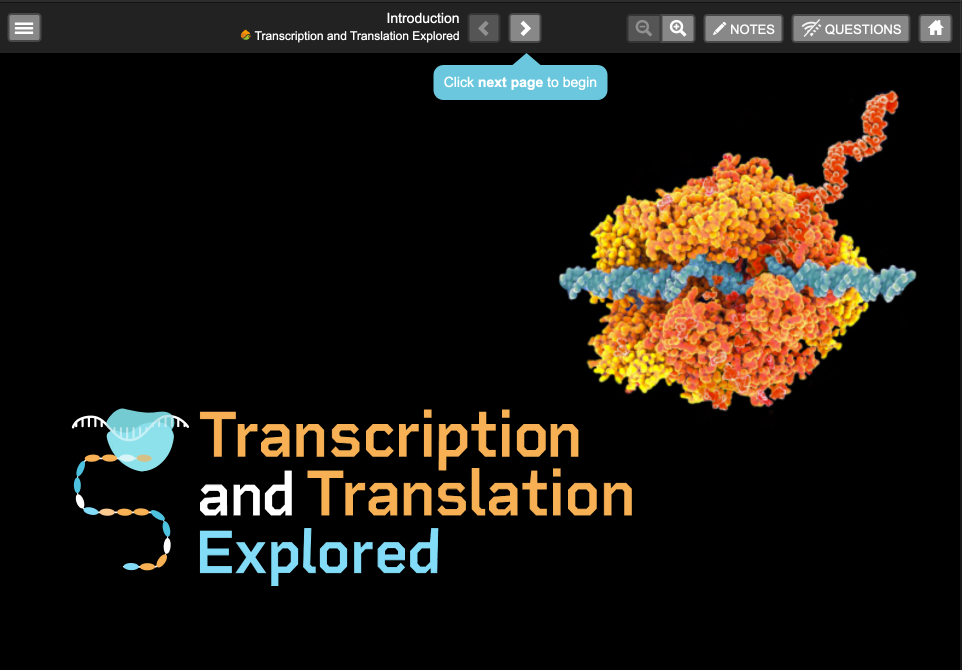 Introduction
Transcription and Translation Explored
NOTES
QUESTIONS
Click next page to begin
Transcription
and Translation
Explored